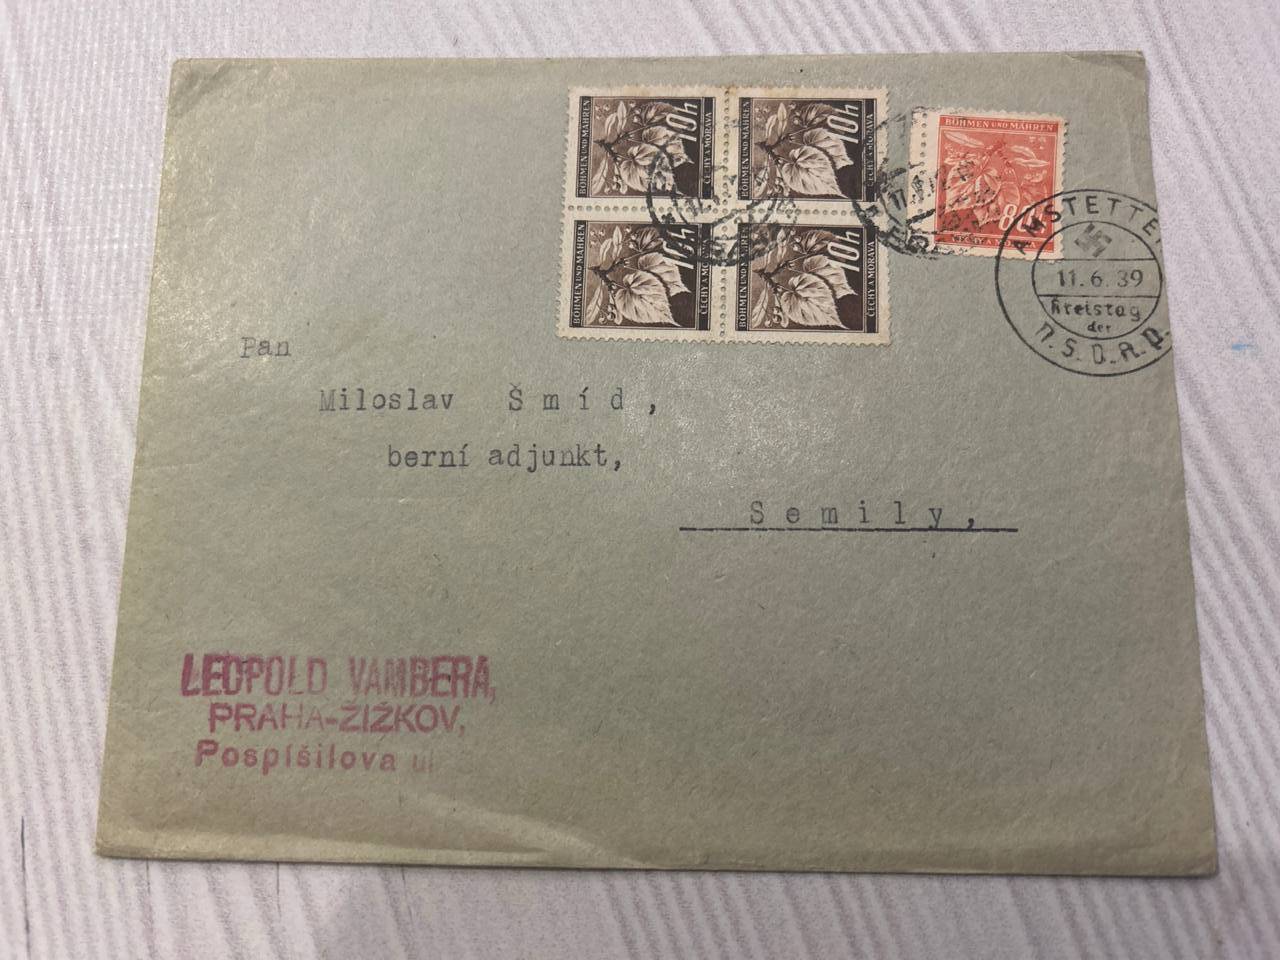 BÖHMEN UND MÄHREN
10h
ČECHY A MORAVA
BÖHMEN UND MÄHREN
10h
ČECHY A MORAVA
BÖHMEN UND MÄHREN
10h
ČECHY A MORAVA
BÖHMEN UND MÄHREN
10h
ČECHY A MORAVA
BÖHMEN UND MÄHREN
ČECHY A
11.6.39
Kreistag
der
N.S.D.A.P.
Pan
Miloslav Šmíd,
berní adjunkt,
Semily,
LEOPOLD VAMBERA,
PRAHA-ŽIŽKOV,
Pospíšilova ul